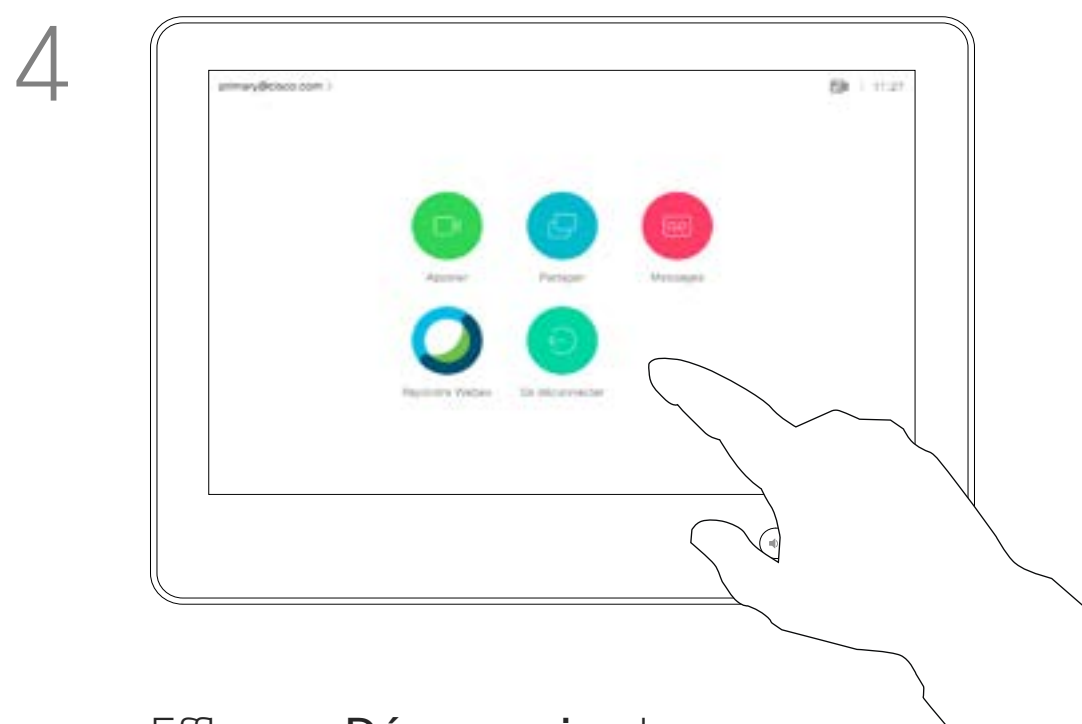 4
primary@cisco.com
11:27
Appeler
Partager
Messages
Rejoindre Webex
Se déconnecter